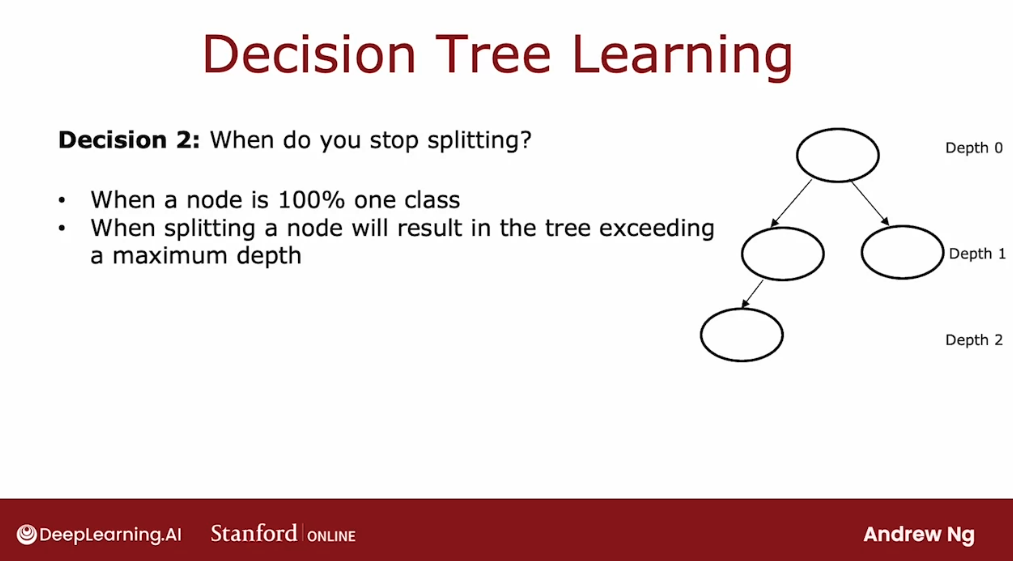 Decision Tree Learning
Decision 2: When do you stop splitting?
• When a node is 100% one class
• When splitting a node will result in the tree exceeding
a maximum depth
Depth 0
Depth 1
Depth 2
DeepLearning.AI
Stanford | ONLINE
Andrew Ng